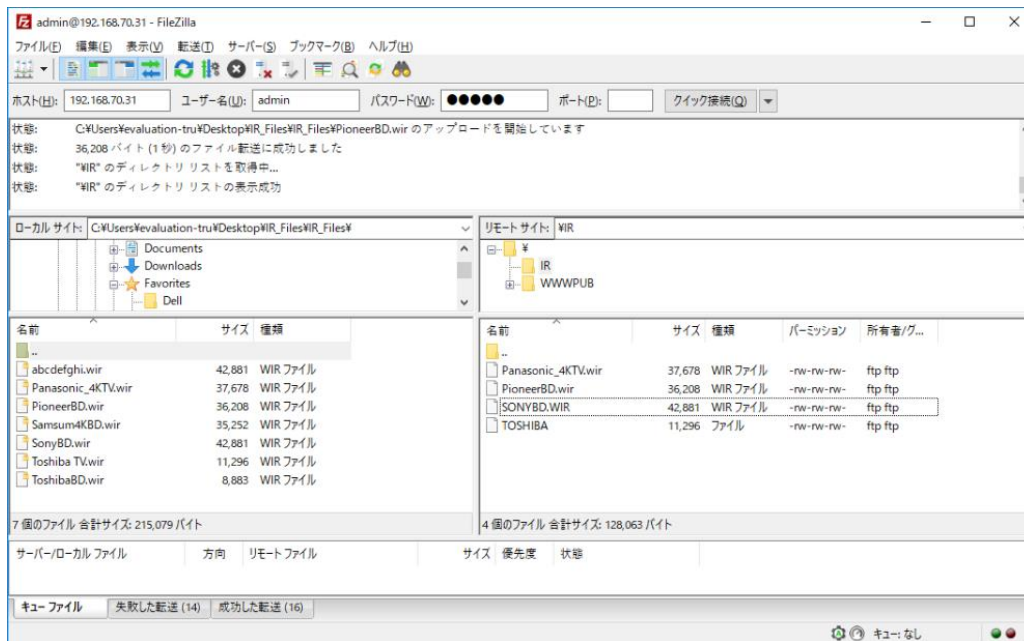 admin@192.168.70.31 - FileZilla
ファイル(F) 編集(E) 表示(V) 転送(T) サーバー(S) ブックマーク(B) ヘルプ(H)
ホスト(H): 192.168.70.31 ユーザー名(U): admin パスワード(W): ●●●●● ポート(P): クイック接続(Q)
状態: C:¥Users¥evaluation-tru¥Desktop¥IR_Files¥IR_Files¥PioneerBD.wir のアップロードを開始しています
状態: 36,208 バイト (1 秒) のファイル転送に成功しました
状態: "¥IR" のディレクトリ リストを取得中...
状態: "¥IR" のディレクトリ リストの表示成功
ローカル サイト: C:¥Users¥evaluation-tru¥Desktop¥IR_Files¥IR_Files¥
Documents
Downloads
Favorites
Dell
リモート サイト: ¥IR
¥
IR
WWWPUB
名前 サイズ 種類
..
abcdefghi.wir 42,881 WIR ファイル
Panasonic_4KTV.wir 37,678 WIR ファイル
PioneerBD.wir 36,208 WIR ファイル
Samsum4KBD.wir 35,252 WIR ファイル
SonyBD.wir 42,881 WIR ファイル
Toshiba TV.wir 11,296 WIR ファイル
ToshibaBD.wir 8,883 WIR ファイル
7 個のファイル 合計サイズ: 215,079 バイト
名前 サイズ 種類 パーミッション 所有者/グ...
..
Panasonic_4KTV.wir 37,678 WIR ファイル -rw-rw-rw- ftp ftp
PioneerBD.wir 36,208 WIR ファイル -rw-rw-rw- ftp ftp
SONYBD.WIR 42,881 WIR ファイル -rw-rw-rw- ftp ftp
TOSHIBA 11,296 ファイル -rw-rw-rw- ftp ftp
4 個のファイル 合計サイズ: 128,063 バイト
サーバー/ローカル ファイル 方向 リモート ファイル サイズ 優先度 状態
キュー ファイル 失敗した転送 (14) 成功した転送 (16)
キュー: なし